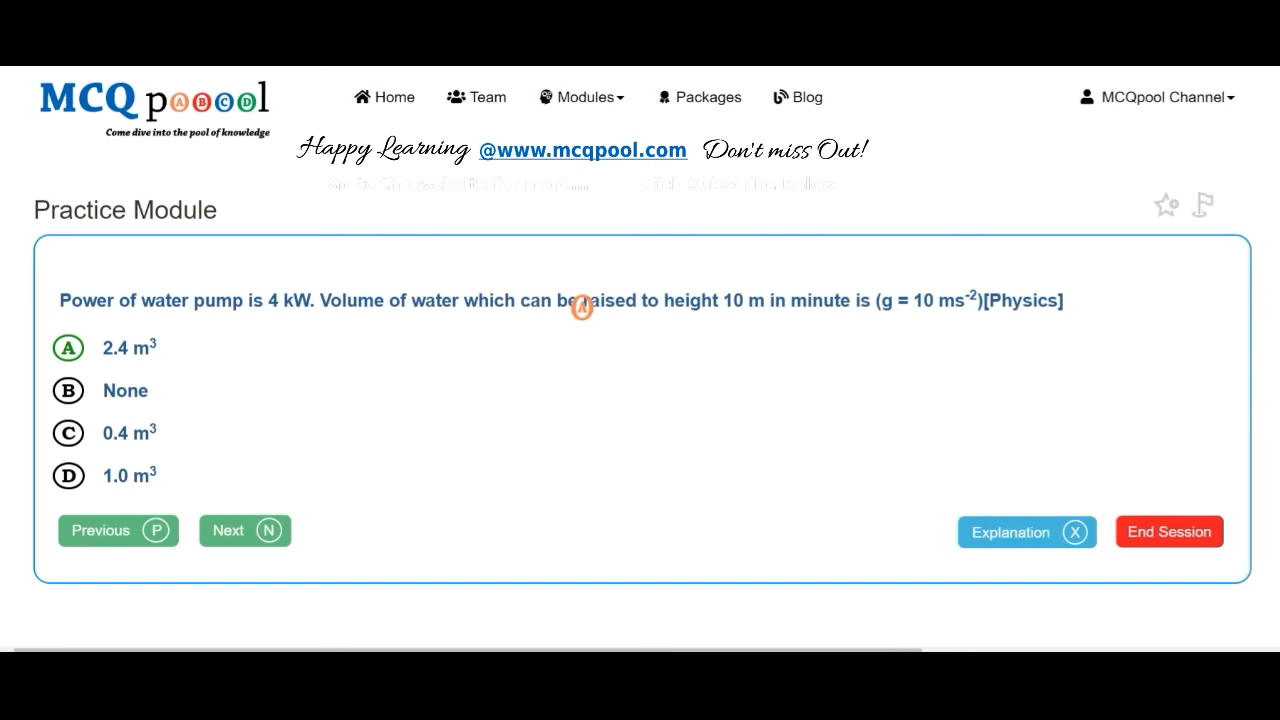 MCQ pooool
Come dive into the pool of knowledge
Home Team Modules Packages Blog MCQpool Channel
Happy Learning @www.mcqpool.com Don't miss Out!
Practice Module
Power of water pump is 4 kW. Volume of water which can be raised to height 10 m in minute is (g = 10 ms⁻²)[Physics]
A 2.4 m³
B None
C 0.4 m³
D 1.0 m³
Previous P Next N Explanation X End Session